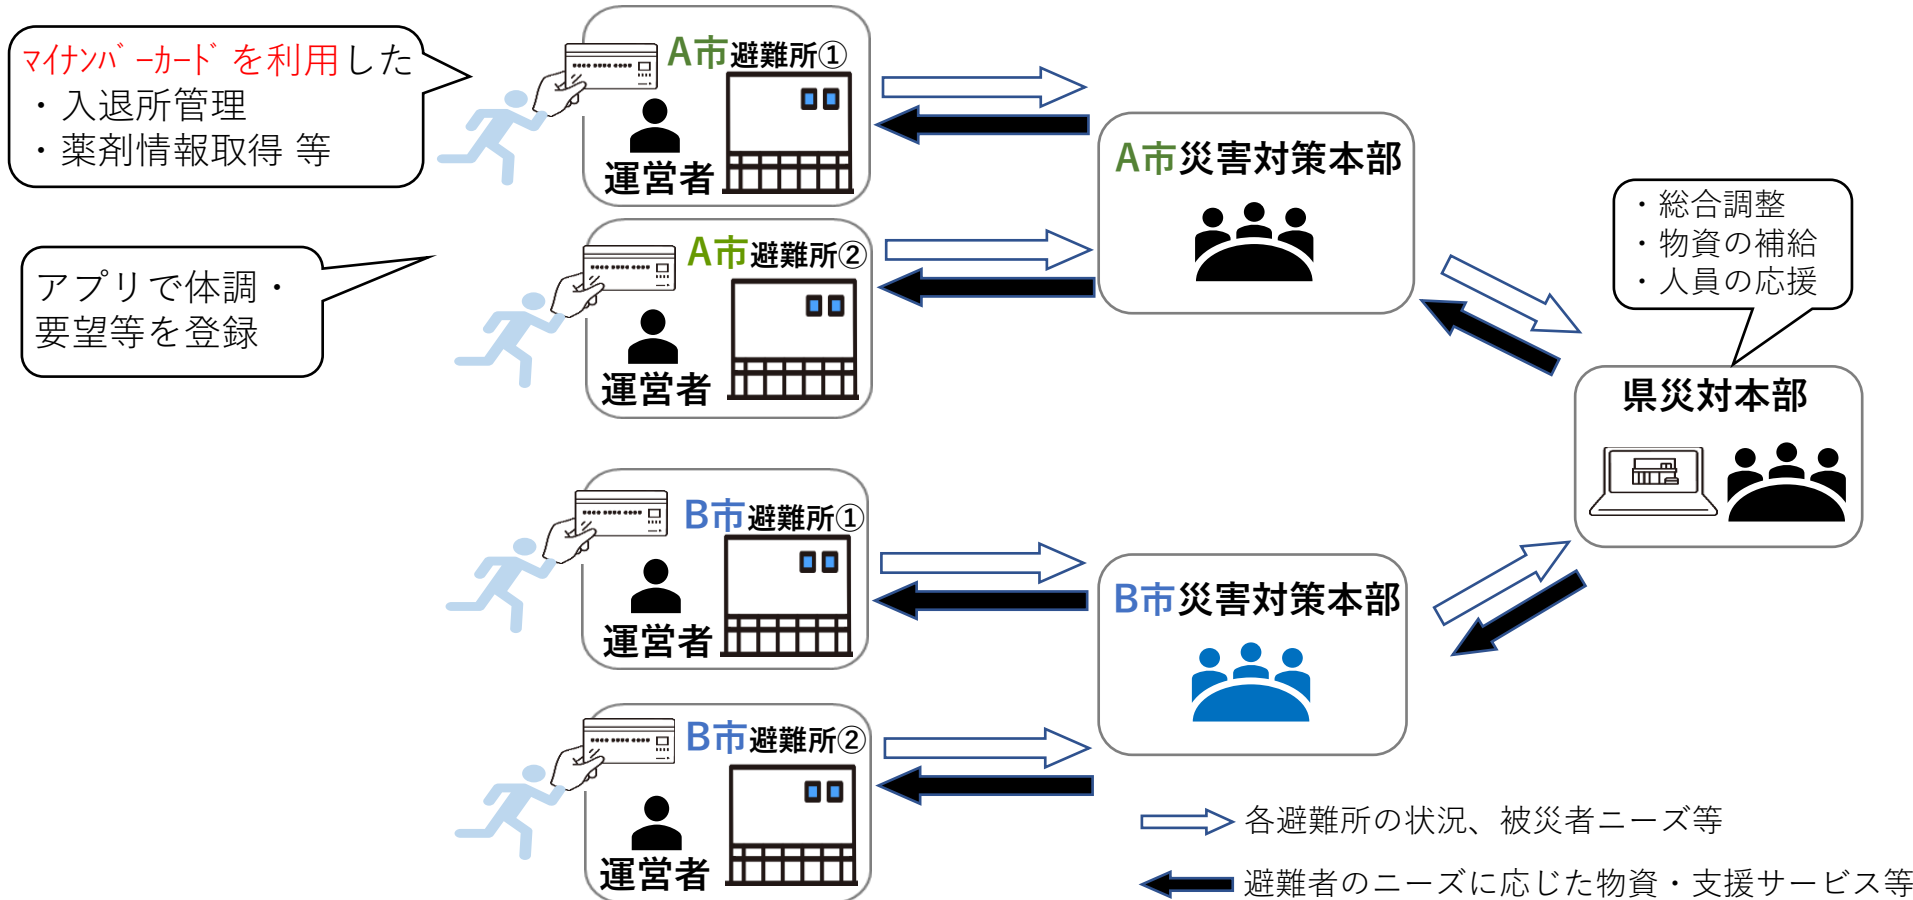 マイナンバーカードを利用した
・入退所管理
・薬剤情報取得 等
A市避難所①
運営者
アプリで体調・
要望等を登録
A市避難所②
運営者
A市災害対策本部
・総合調整
・物資の補給
・人員の応援
県災対本部
B市避難所①
運営者
B市災害対策本部
B市避難所②
運営者
各避難所の状況、被災者ニーズ等
避難者のニーズに応じた物資・支援サービス等